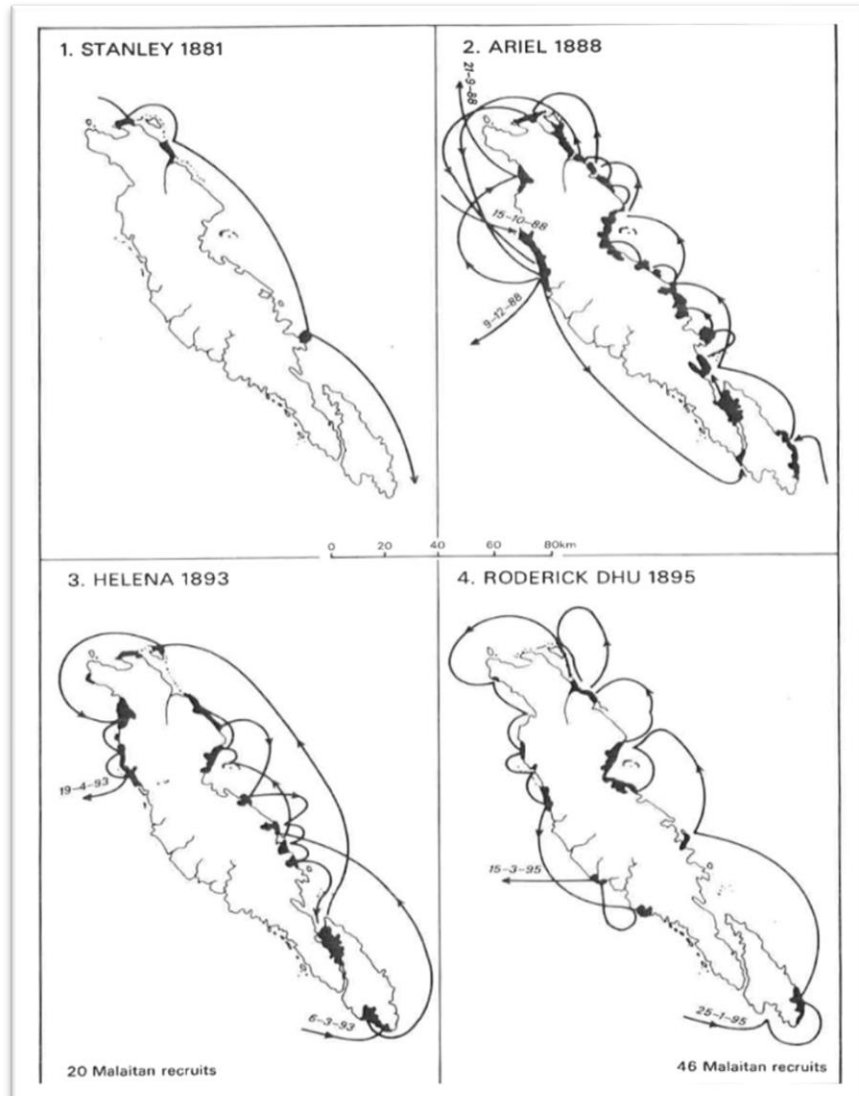 1. STANLEY 1881
2. ARIEL 1888
21-9-88
15-10-88
9-12-88
0 20 40 60 80km
3. HELENA 1893
19-4-93
6-3-93
20 Malaitan recruits
4. RODERICK DHU 1895
15-3-95
25-1-95
46 Malaitan recruits